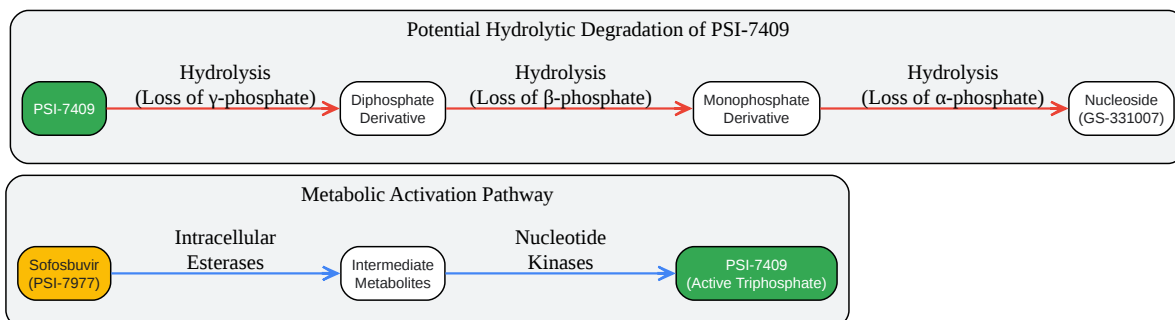 Potential Hydrolytic Degradation of PSI-7409
Hydrolysis
(Loss of γ-phosphate)
Hydrolysis
(Loss of β-phosphate)
Hydrolysis
(Loss of α-phosphate)
PSI-7409
Diphosphate
Derivative
Monophosphate
Derivative
Nucleoside
(GS-331007)
Metabolic Activation Pathway
Intracellular
Esterases
Nucleotide
Kinases
Sofosbuvir
(PSI-7977)
Intermediate
Metabolites
PSI-7409
(Active Triphosphate)